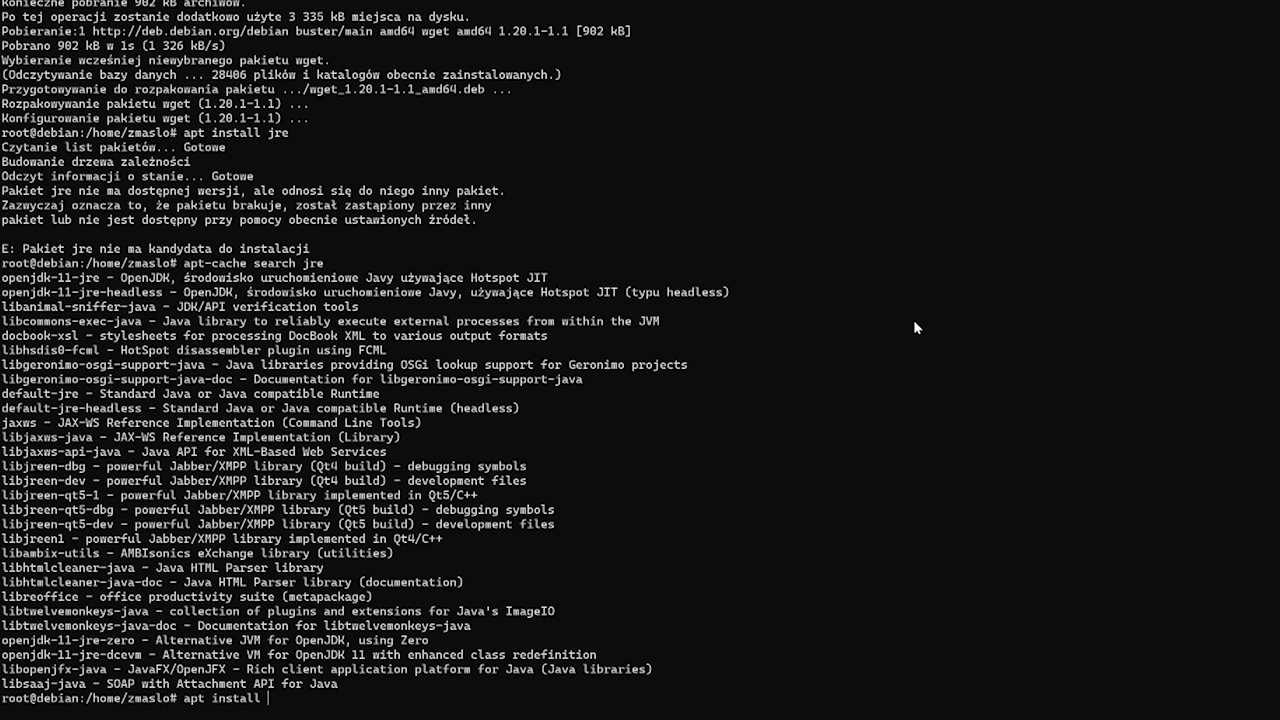 Konieczne pobranie 902 kB archiwów.
Po tej operacji zostanie dodatkowo użyte 3 335 kB miejsca na dysku.
Pobieranie:1 http://deb.debian.org/debian buster/main amd64 wget amd64 1.20.1-1.1 [902 kB]
Pobrano 902 kB w 1s (1 326 kB/s)
Wybieranie wcześniej niewybranego pakietu wget.
(Odczytywanie bazy danych ... 28406 plików i katalogów obecnie zainstalowanych.)
Przygotowywanie do rozpakowania pakietu .../wget_1.20.1-1.1_amd64.deb ...
Rozpakowywanie pakietu wget (1.20.1-1.1) ...
Konfigurowanie pakietu wget (1.20.1-1.1) ...
root@debian:/home/zmaslo# apt install jre
Czytanie list pakietów... Gotowe
Budowanie drzewa zależności
Odczyt informacji o stanie... Gotowe
Pakiet jre nie ma dostępnej wersji, ale odnosi się do niego inny pakiet.
Zazwyczaj oznacza to, że pakietu brakuje, został zastąpiony przez inny
pakiet lub nie jest dostępny przy pomocy obecnie ustawionych źródeł.
E: Pakiet jre nie ma kandydata do instalacji
root@debian:/home/zmaslo# apt-cache search jre
openjdk-11-jre - OpenJDK, środowisko uruchomieniowe Javy używające Hotspot JIT
openjdk-11-jre-headless - OpenJDK, środowisko uruchomieniowe Javy, używające Hotspot JIT (typu headless)
libanimal-sniffer-java - JDK/API verification tools
libcommons-exec-java - Java library to reliably execute external processes from within the JVM
docbook-xsl - stylesheets for processing DocBook XML to various output formats
libhsdis0-fcml - HotSpot disassembler plugin using FCML
libgeronimo-osgi-support-java - Java libraries providing OSGi lookup support for Geronimo projects
libgeronimo-osgi-support-java-doc - Documentation for libgeronimo-osgi-support-java
default-jre - Standard Java or Java compatible Runtime
default-jre-headless - Standard Java or Java compatible Runtime (headless)
jaxws - JAX-WS Reference Implementation (Command Line Tools)
libjaxws-java - JAX-WS Reference Implementation (Library)
libjaxws-api-java - Java API for XML-Based Web Services
libjreen-dbg - powerful Jabber/XMPP library (Qt4 build) - debugging symbols
libjreen-dev - powerful Jabber/XMPP library (Qt4 build) - development files
libjreen-qt5-1 - powerful Jabber/XMPP library implemented in Qt5/C++
libjreen-qt5-dbg - powerful Jabber/XMPP library (Qt5 build) - debugging symbols
libjreen-qt5-dev - powerful Jabber/XMPP library (Qt5 build) - development files
libjreen1 - powerful Jabber/XMPP library implemented in Qt4/C++
libambix-utils - AMBIsonics eXchange library (utilities)
libhtmlcleaner-java - Java HTML Parser library
libhtmlcleaner-java-doc - Java HTML Parser library (documentation)
libreoffice - office productivity suite (metapackage)
libtwelvemonkeys-java - collection of plugins and extensions for Java's ImageIO
libtwelvemonkeys-java-doc - Documentation for libtwelvemonkeys-java
openjdk-11-jre-zero - Alternative JVM for OpenJDK, using Zero
openjdk-11-jre-dcevm - Alternative VM for OpenJDK 11 with enhanced class redefinition
libopenjfx-java - JavaFX/OpenJFX - Rich client application platform for Java (Java libraries)
libsaaj-java - SOAP with Attachment API for Java
root@debian:/home/zmaslo# apt install